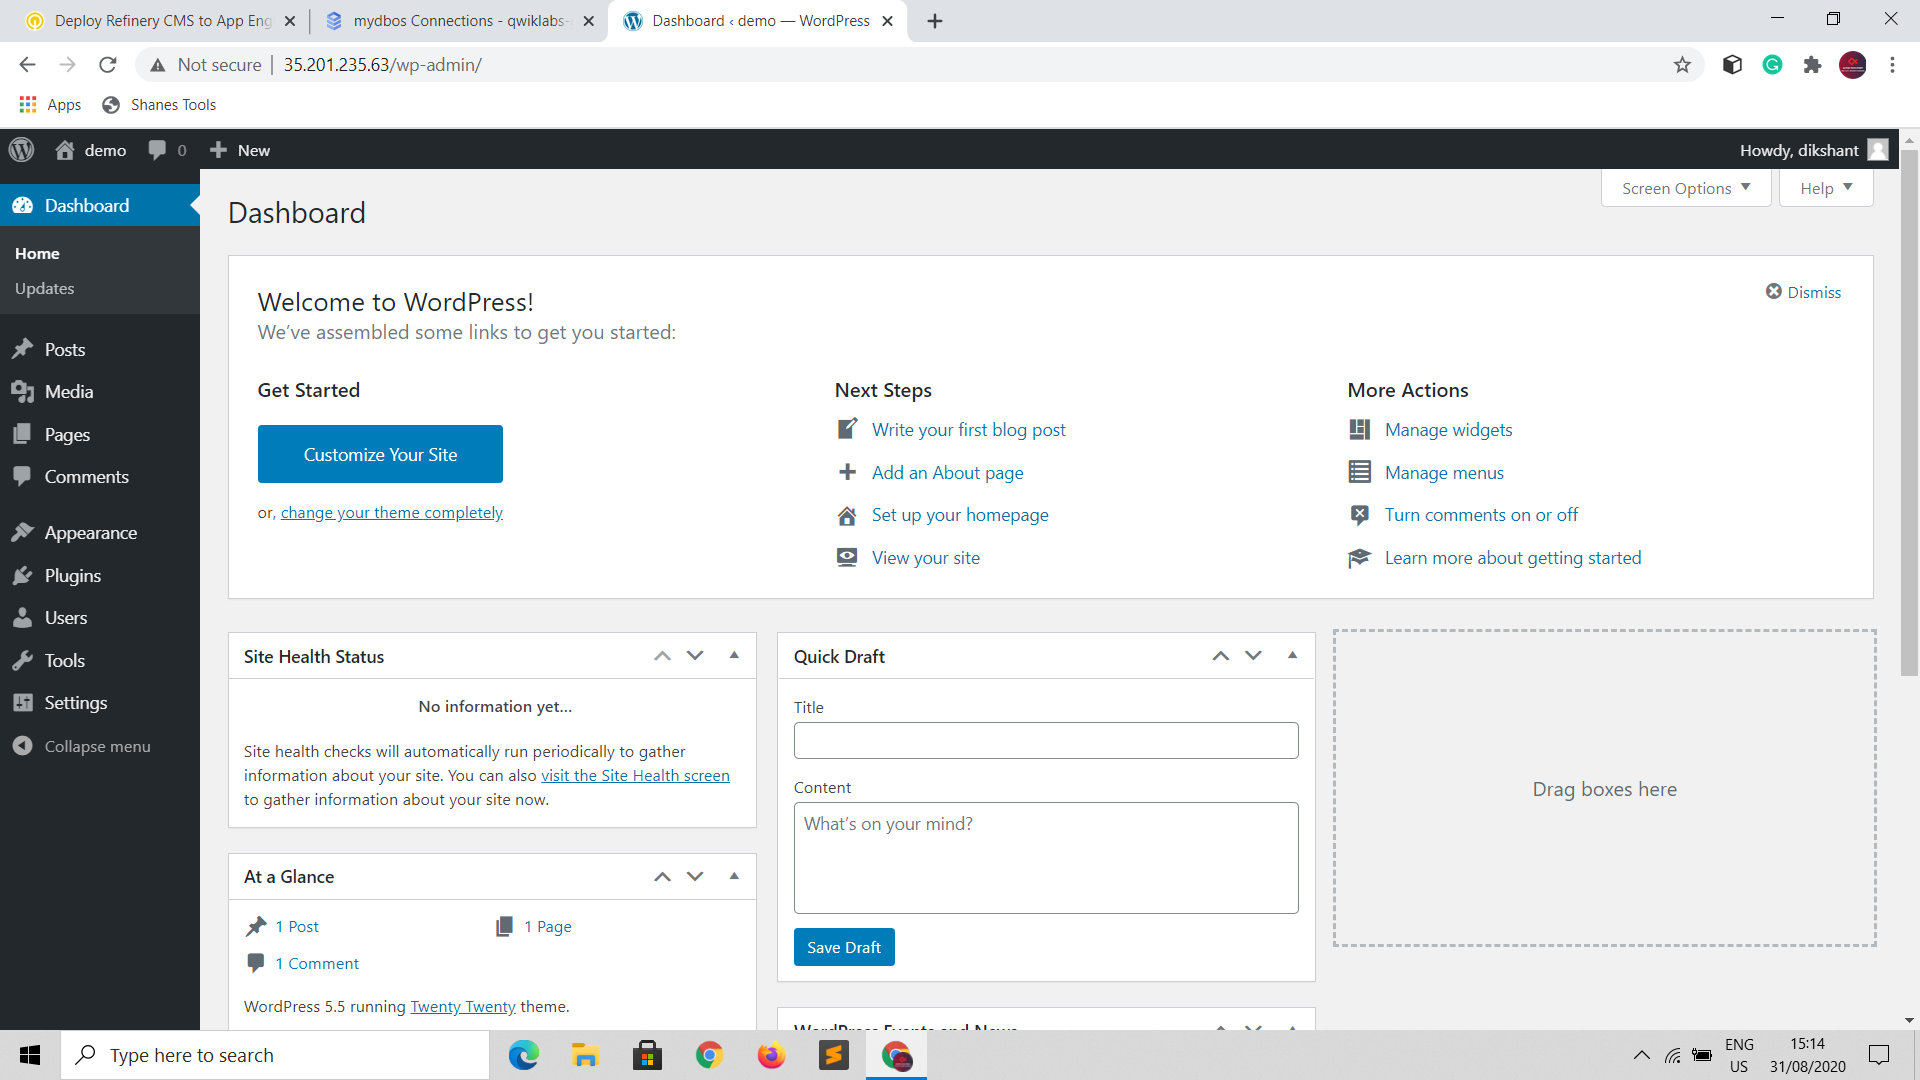 Deploy Refinery CMS to App Eng
mydbos Connections - qwiklabs-
Dashboard ‹ demo — WordPress
Not secure
35.201.235.63/wp-admin/
Apps
Shanes Tools
demo
0
New
Howdy, dikshant
Dashboard
Home
Updates
Posts
Media
Pages
Comments
Appearance
Plugins
Users
Tools
Settings
Collapse menu
Screen Options
Help
Dashboard
Welcome to WordPress!
Dismiss
We’ve assembled some links to get you started:
Get Started
Customize Your Site
or, change your theme completely
Next Steps
Write your first blog post
Add an About page
Set up your homepage
View your site
More Actions
Manage widgets
Manage menus
Turn comments on or off
Learn more about getting started
Site Health Status
No information yet...
Site health checks will automatically run periodically to gather
information about your site. You can also visit the Site Health screen
to gather information about your site now.
At a Glance
1 Post
1 Page
1 Comment
WordPress 5.5 running Twenty Twenty theme.
Quick Draft
Title
Content
What’s on your mind?
Save Draft
WordPress Events and News
Drag boxes here
Type here to search
ENG
US
15:14
31/08/2020